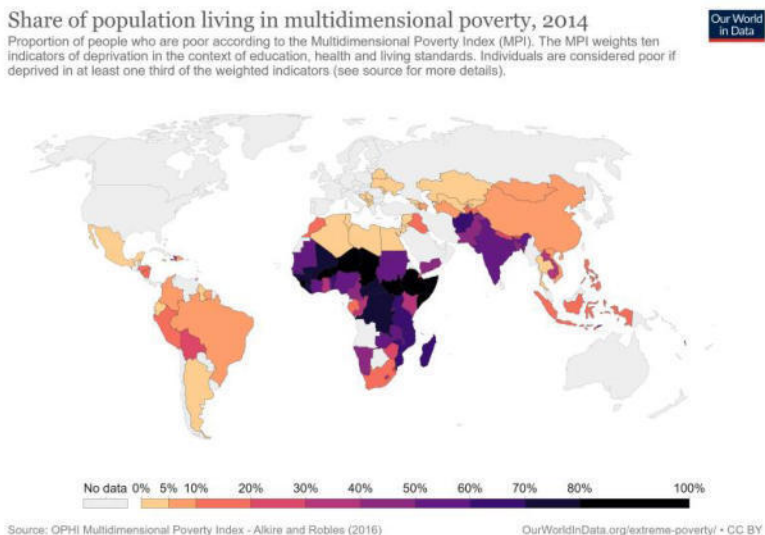 Share of population living in multidimensional poverty, 2014
Our World
in Data
Proportion of people who are poor according to the Multidimensional Poverty Index (MPI). The MPI weights ten
indicators of deprivation in the context of education, health and living standards. Individuals are considered poor if
deprived in at least one third of the weighted indicators (see source for more details).
No data 0% 5% 10% 20% 30% 40% 50% 60% 70% 80% 100%
Source: OPHI Multidimensional Poverty Index - Alkire and Robles (2016) OurWorldInData.org/extreme-poverty/ • CC BY